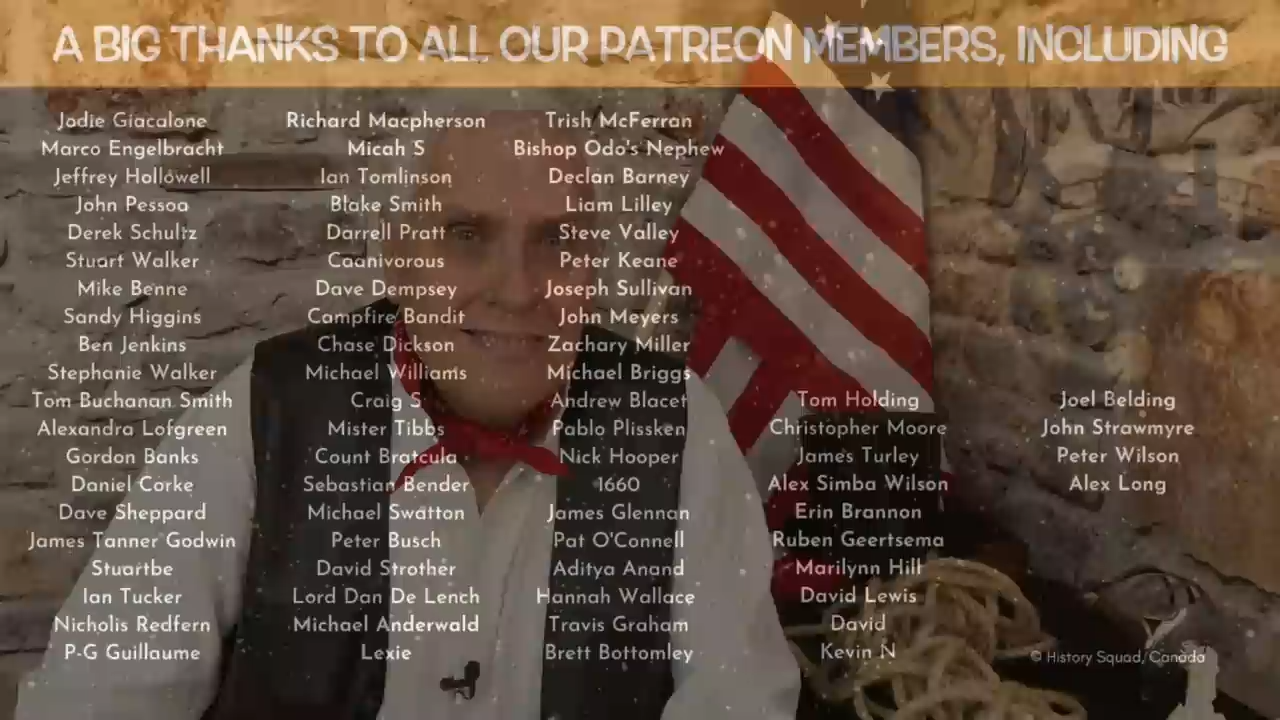 A BIG THANKS TO ALL OUR PATREON MEMBERS, INCLUDING
Jodie Giacalone
Marco Engelbracht
Jeffrey Hallowell
John Pessoa
Derek Schultz
Stuart Walker
Mike Benne
Sandy Higgins
Ben Jenkins
Stephanie Walker
Tom Buchanan Smith
Alexandra Lofgreen
Gordon Banks
Daniel Corke
Dave Sheppard
James Tanner Godwin
Stuartbe
Ian Tucker
Nicholis Redfern
P-G Guillaume
Richard Macpherson
Micah S
Ian Tomlinson
Blake Smith
Darrell Pratt
Caanivorous
Dave Dempsey
Campfire Bandit
Chase Dickson
Michael Williams
Craig S
Mister Tibbs
Count Bratcula
Sebastian Bender
Michael Swatton
Peter Busch
David Strother
Lord Dan De Lench
Michael Anderwald
Lexie
Trish McFerran
Bishop Odo's Nephew
Declan Barney
Liam Lilley
Steve Valley
Peter Keane
Joseph Sullivan
John Meyers
Zachary Miller
Michael Briggs
Andrew Blacet
Pablo Plissken
Nick Hooper
1660
James Glennan
Pat O'Connell
Aditya Anand
Hannah Wallace
Travis Graham
Brett Bottomley
Tom Holding
Christopher Moore
James Turley
Alex Simba Wilson
Erin Brannon
Ruben Geertsema
Marilynn Hill
David Lewis
David
Kevin N
Joel Belding
John Strawmyre
Peter Wilson
Alex Long
© History Squad, Canada